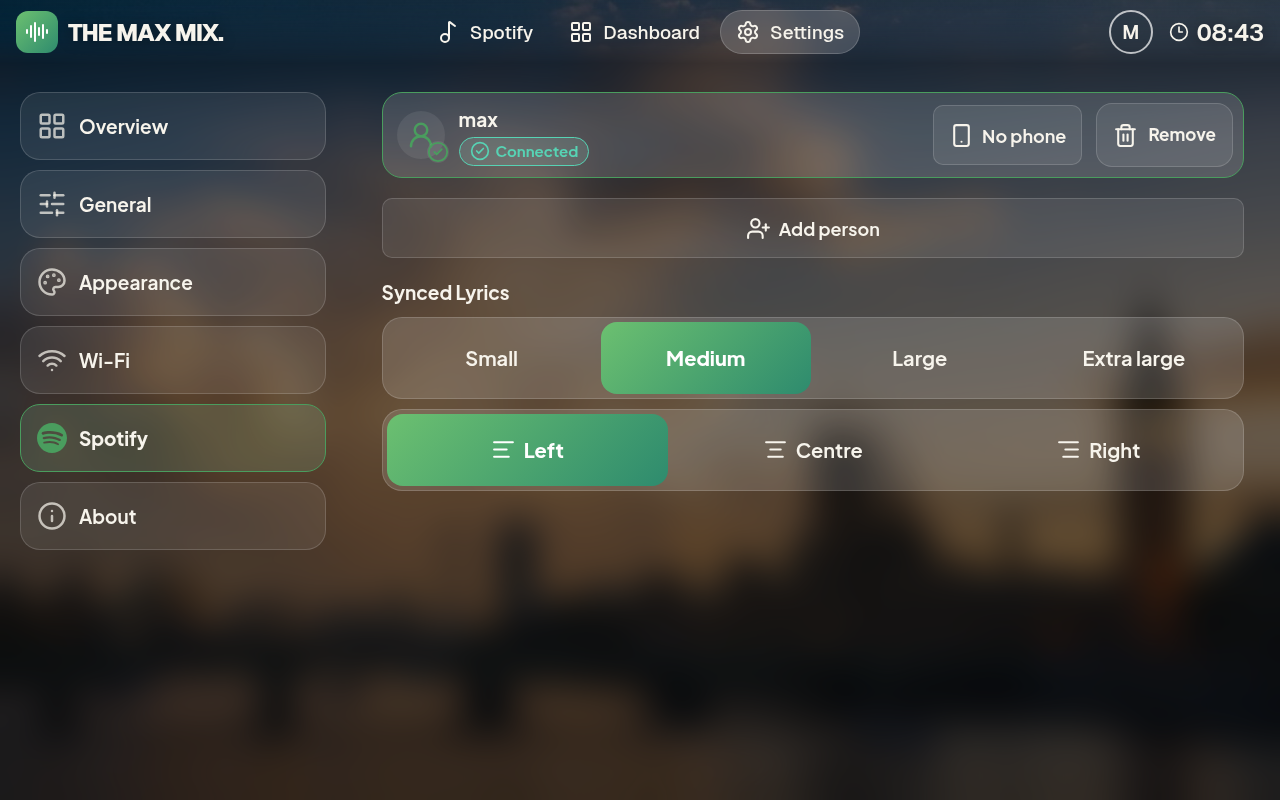 THE MAX MIX.
Spotify
Dashboard
Settings
M
08:43
Overview
General
Appearance
Wi-Fi
Spotify
About
max
Connected
No phone
Remove
Add person
Synced Lyrics
Small
Medium
Large
Extra large
Left
Centre
Right